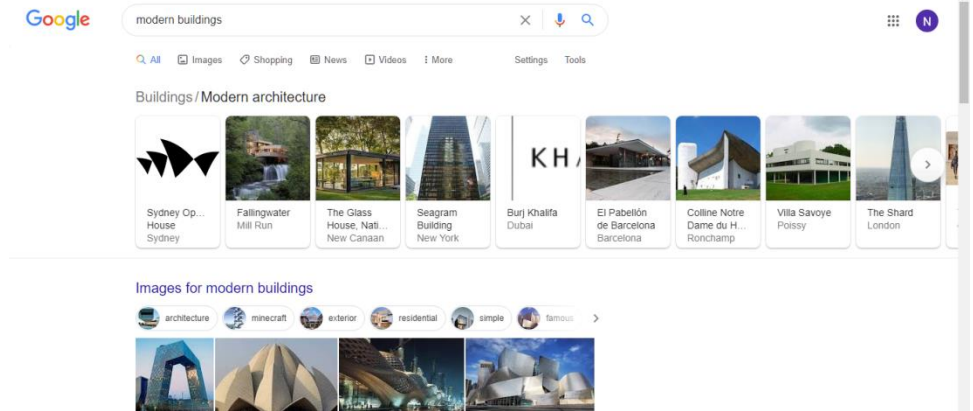 Google
modern buildings
N
All Images Shopping News Videos More Settings Tools
Buildings / Modern architecture
KHA
Sydney Op...
House
Sydney
Fallingwater
Mill Run
The Glass
House, Nati...
New Canaan
Seagram
Building
New York
Burj Khalifa
Dubai
El Pabellón
de Barcelona
Barcelona
Colline Notre
Dame du H...
Ronchamp
Villa Savoye
Poissy
The Shard
London
Images for modern buildings
architecture minecraft exterior residential simple famous